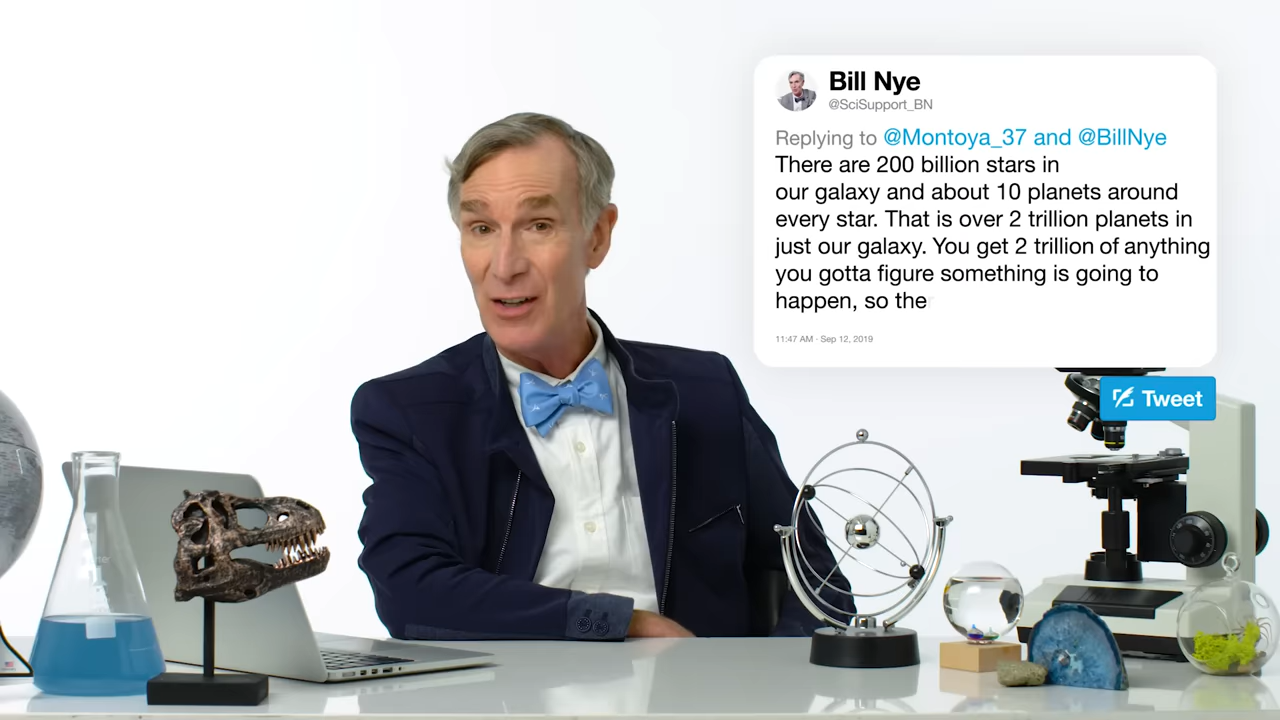 Bill Nye
@SciSupport_BN
Replying to @Montoya_37 and @BillNye
There are 200 billion stars in
our galaxy and about 10 planets around
every star. That is over 2 trillion planets in
just our galaxy. You get 2 trillion of anything
you gotta figure something is going to
happen, so the
11:47 AM · Sep 12, 2019
Tweet